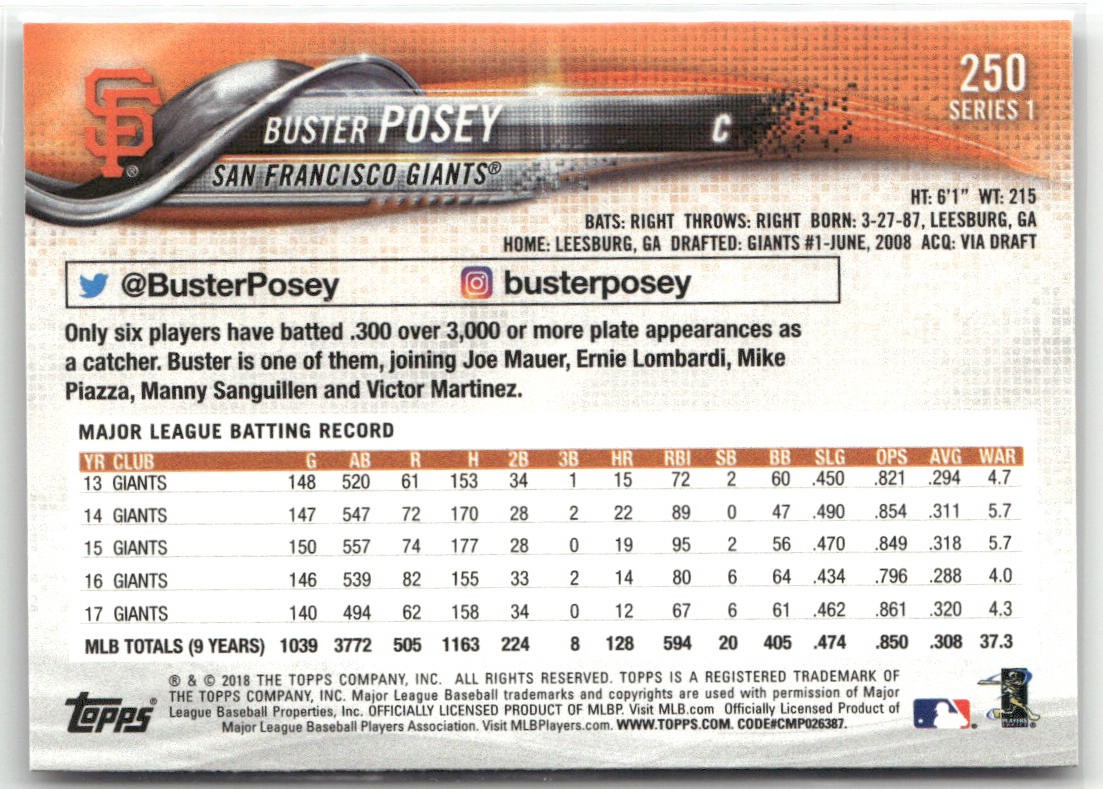 SF®
BUSTER POSEY C
250
SERIES 1
SAN FRANCISCO GIANTS®
HT: 6'1" WT: 215
BATS: RIGHT THROWS: RIGHT BORN: 3-27-87, LEESBURG, GA
HOME: LEESBURG, GA DRAFTED: GIANTS #1-JUNE, 2008 ACQ: VIA DRAFT
@BusterPosey busterposey
Only six players have batted .300 over 3,000 or more plate appearances as
a catcher. Buster is one of them, joining Joe Mauer, Ernie Lombardi, Mike
Piazza, Manny Sanguillen and Victor Martinez.
MAJOR LEAGUE BATTING RECORD
YR CLUB G AB R H 2B 3B HR RBI SB BB SLG OPS AVG WAR
13 GIANTS 148 520 61 153 34 1 15 72 2 60 .450 .821 .294 4.7
14 GIANTS 147 547 72 170 28 2 22 89 0 47 .490 .854 .311 5.7
15 GIANTS 150 557 74 177 28 0 19 95 2 56 .470 .849 .318 5.7
16 GIANTS 146 539 82 155 33 2 14 80 6 64 .434 .796 .288 4.0
17 GIANTS 140 494 62 158 34 0 12 67 6 61 .462 .861 .320 4.3
MLB TOTALS (9 YEARS) 1039 3772 505 1163 224 8 128 594 20 405 .474 .850 .308 37.3
® & © 2018 THE TOPPS COMPANY, INC. ALL RIGHTS RESERVED. TOPPS IS A REGISTERED TRADEMARK OF
THE TOPPS COMPANY, INC. Major League Baseball trademarks and copyrights are used with permission of Major
League Baseball Properties, Inc. OFFICIALLY LICENSED PRODUCT OF MLBP. Visit MLB.com Officially Licensed Product of
Major League Baseball Players Association. Visit MLBPlayers.com. WWW.TOPPS.COM. CODE#CMP026387.
Topps®
PLAYERS